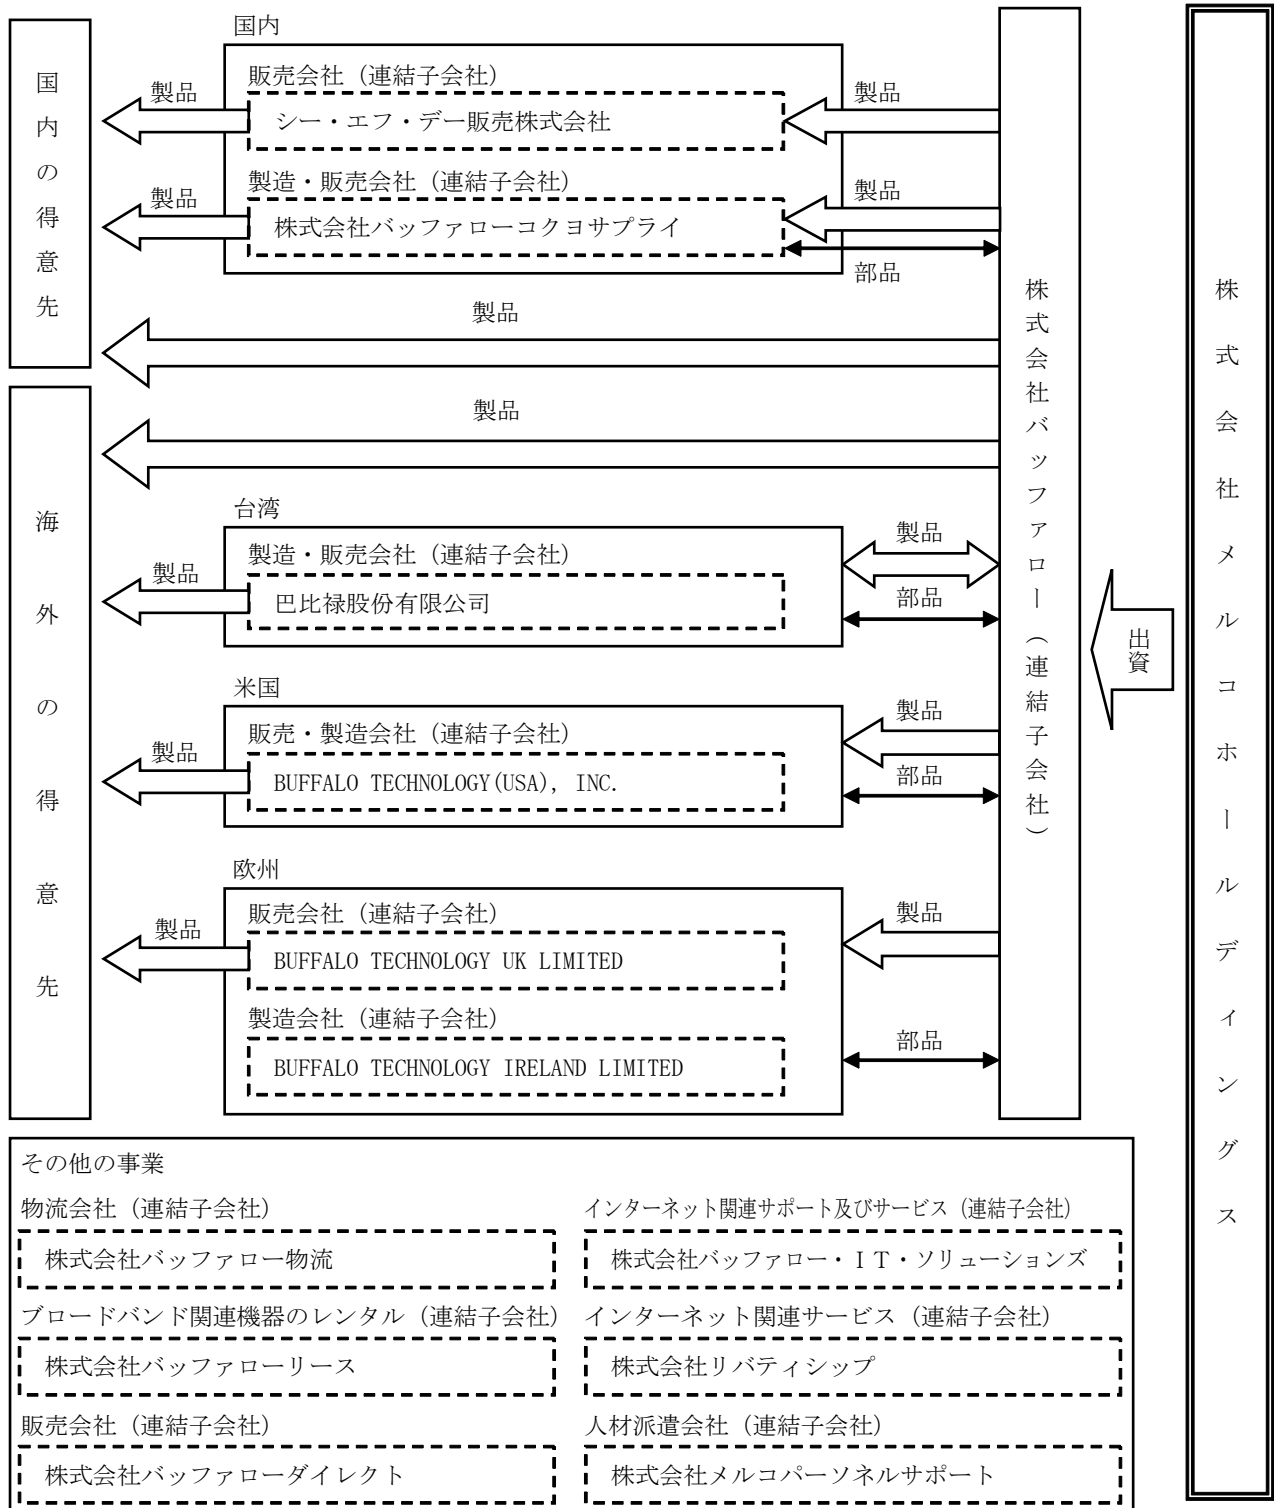 国内の得意先
海外の得意先
国内
販売会社（連結子会社）
シー・エフ・デー販売株式会社
製造・販売会社（連結子会社）
株式会社バッファローコクヨサプライ
製品
製品
製品
製品
部品
製品
製品
台湾
製造・販売会社（連結子会社）
巴比禄股份有限公司
製品
製品
部品
米国
販売・製造会社（連結子会社）
BUFFALO TECHNOLOGY(USA), INC.
製品
製品
部品
欧州
販売会社（連結子会社）
BUFFALO TECHNOLOGY UK LIMITED
製造会社（連結子会社）
BUFFALO TECHNOLOGY IRELAND LIMITED
製品
製品
部品
株式会社バッファロー（連結子会社）
出資
株式会社メルコホールディングス
その他の事業
物流会社（連結子会社）
株式会社バッファロー物流
インターネット関連サポート及びサービス（連結子会社）
株式会社バッファロー・ＩＴ・ソリューションズ
ブロードバンド関連機器のレンタル（連結子会社）
株式会社バッファローリース
インターネット関連サービス（連結子会社）
株式会社リバティシップ
販売会社（連結子会社）
株式会社バッファローダイレクト
人材派遣会社（連結子会社）
株式会社メルコパーソネルサポート